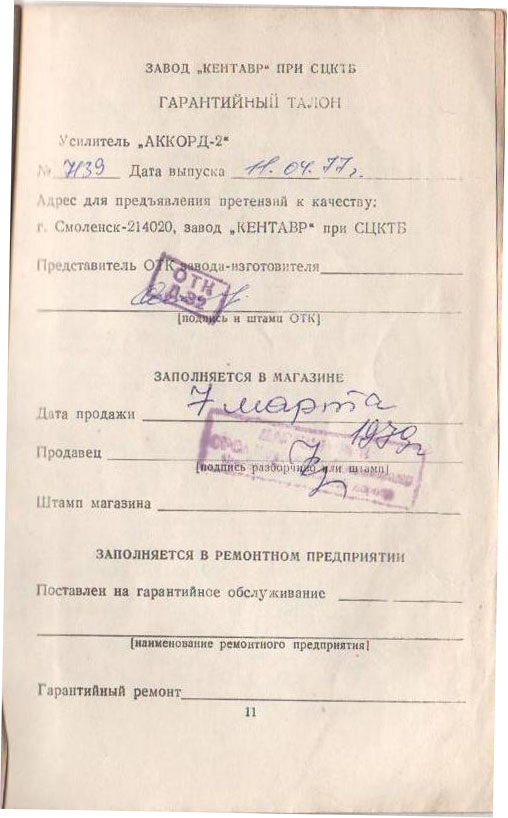 ЗАВОД „КЕНТАВР“ ПРИ СЦКТБ
ГАРАНТИЙНЫЙ ТАЛОН
Усилитель „АККОРД-2“
№ Дата выпуска 11.04.77г.
Адрес для предъявления претензий к качеству:
г. Смоленск-214020, завод „КЕНТАВР“ при СЦКТБ
Представитель ОТК завода-изготовителя
ОТК
[подпись и штамп ОТК]
ЗАПОЛНЯЕТСЯ В МАГАЗИНЕ
Дата продажи 7 марта
1979г
Продавец
[подпись разборчиво или штамп]
Штамп магазина
ЗАПОЛНЯЕТСЯ В РЕМОНТНОМ ПРЕДПРИЯТИИ
Поставлен на гарантийное обслуживание
[наименование ремонтного предприятия]
Гарантийный ремонт
11